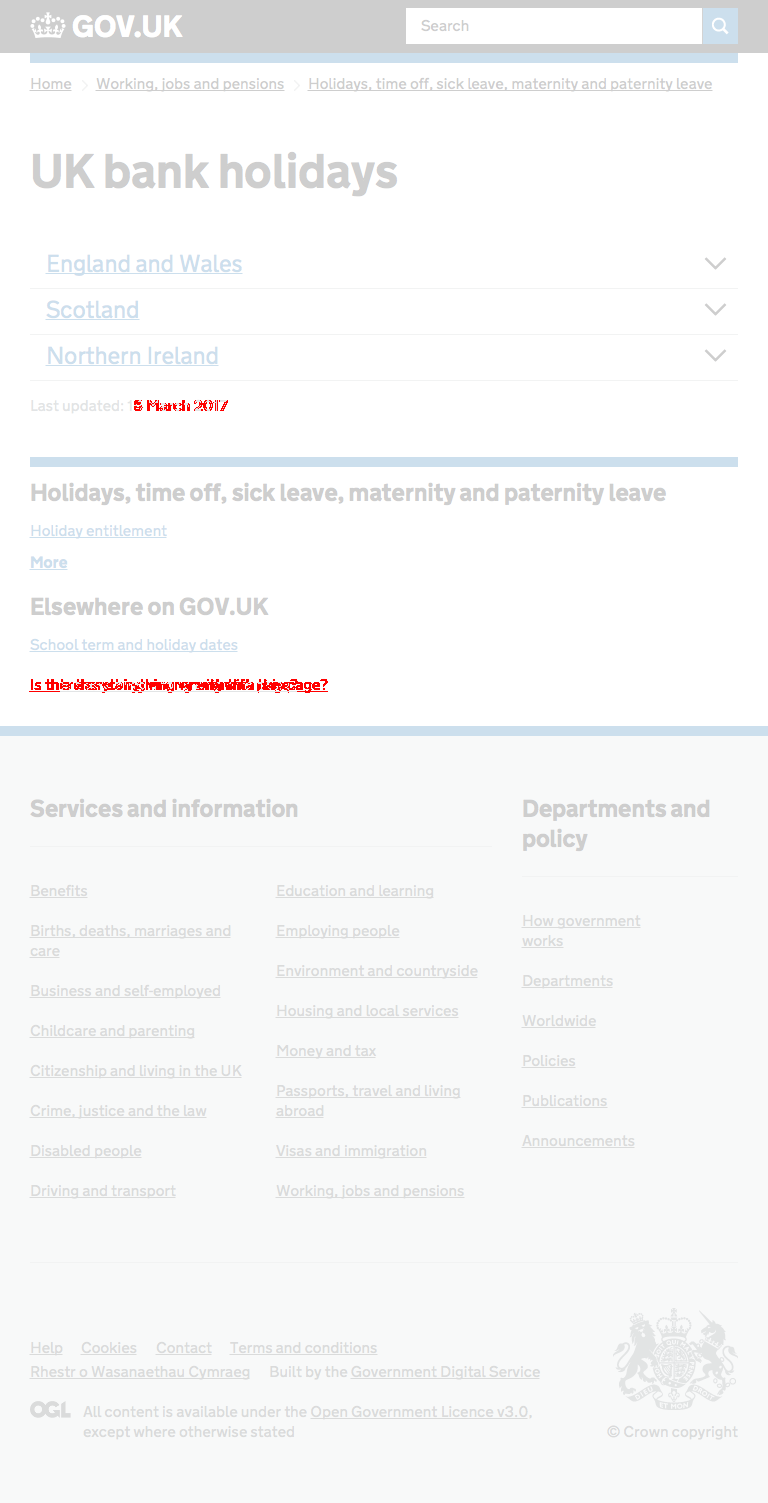 GOV.UK
Search
Home
Working, jobs and pensions
Holidays, time off, sick leave, maternity and paternity leave
UK bank holidays
England and Wales
Scotland
Northern Ireland
Last updated: March 2017
Holidays, time off, sick leave, maternity and paternity leave
Holiday entitlement
More
Elsewhere on GOV.UK
School term and holiday dates
Is
Services and information
Departments and
policy
Benefits
Births, deaths, marriages and
care
Business and self-employed
Childcare and parenting
Citizenship and living in the UK
Crime, justice and the law
Disabled people
Driving and transport
Education and learning
Employing people
Environment and countryside
Housing and local services
Money and tax
Passports, travel and living
abroad
Visas and immigration
Working, jobs and pensions
How government
works
Departments
Worldwide
Policies
Publications
Announcements
Help Cookies Contact Terms and conditions
Rhestr o Wasanaethau Cymraeg Built by the Government Digital Service
OGL
All content is available under the Open Government Licence v3.0,
except where otherwise stated
© Crown copyright